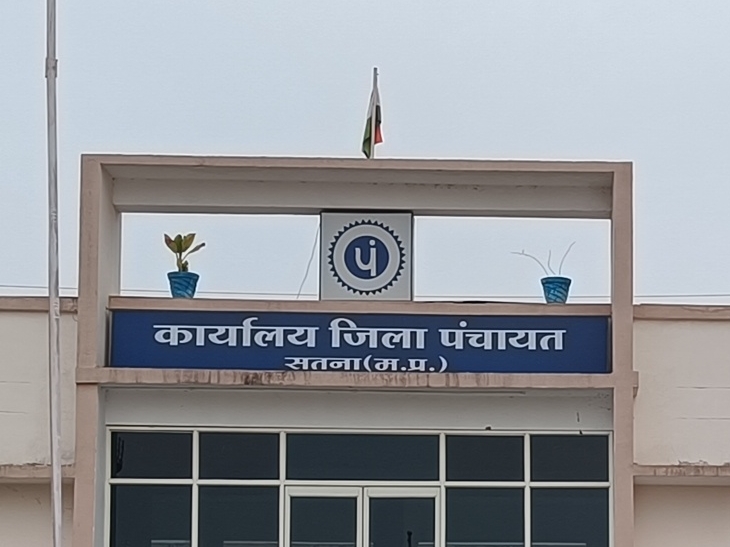 पं
कार्यालय जिला पंचायत
सतना(म.प्र.)